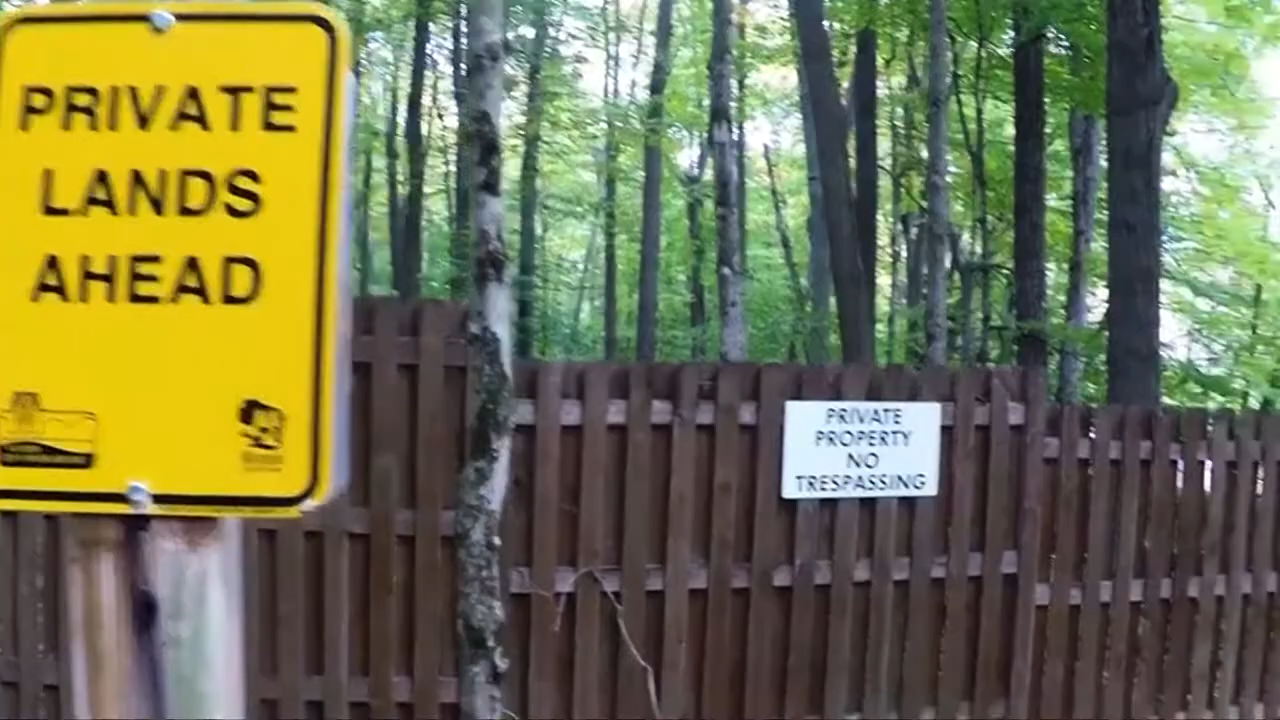 PRIVATE
LANDS
AHEAD
PRIVATE
PROPERTY
NO
TRESPASSING